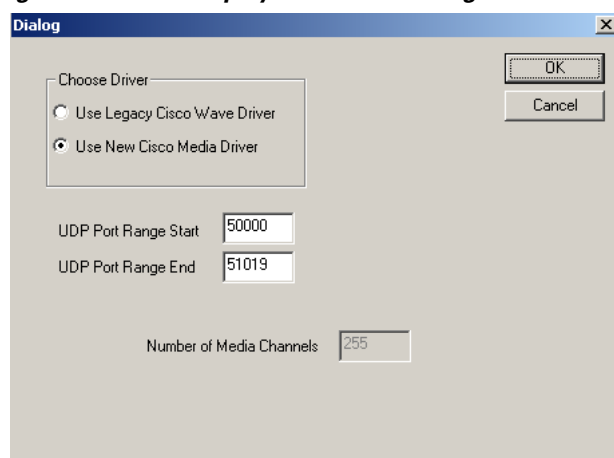 Dialog
Choose Driver
Use Legacy Cisco Wave Driver
Use New Cisco Media Driver
OK
Cancel
UDP Port Range Start 50000
UDP Port Range End 51019
Number of Media Channels 255